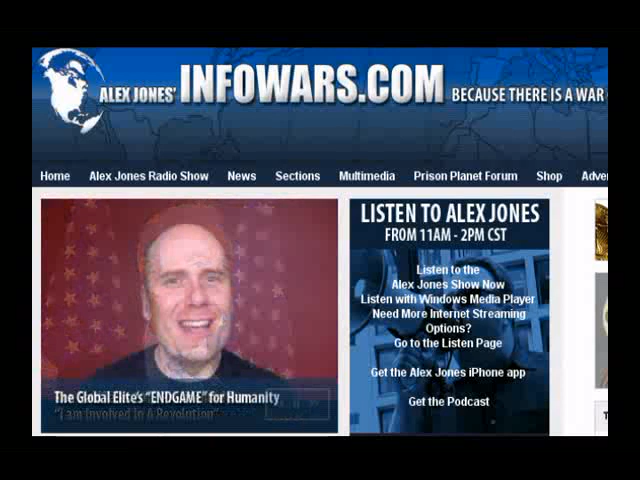 ALEX JONES' INFOWARS.COM BECAUSE THERE IS A WAR
Home Alex Jones Radio Show News Sections Multimedia Prison Planet Forum Shop Adver
LISTEN TO ALEX JONES
FROM 11AM - 2PM CST
Listen to the
Alex Jones Show Now
Listen with Windows Media Player
Need More Internet Streaming
Options?
Go to the Listen Page
Get the Alex Jones iPhone app
Get the Podcast
The Global Elite's "ENDGAME" for Humanity
"I am Involved In A Revolution"
T